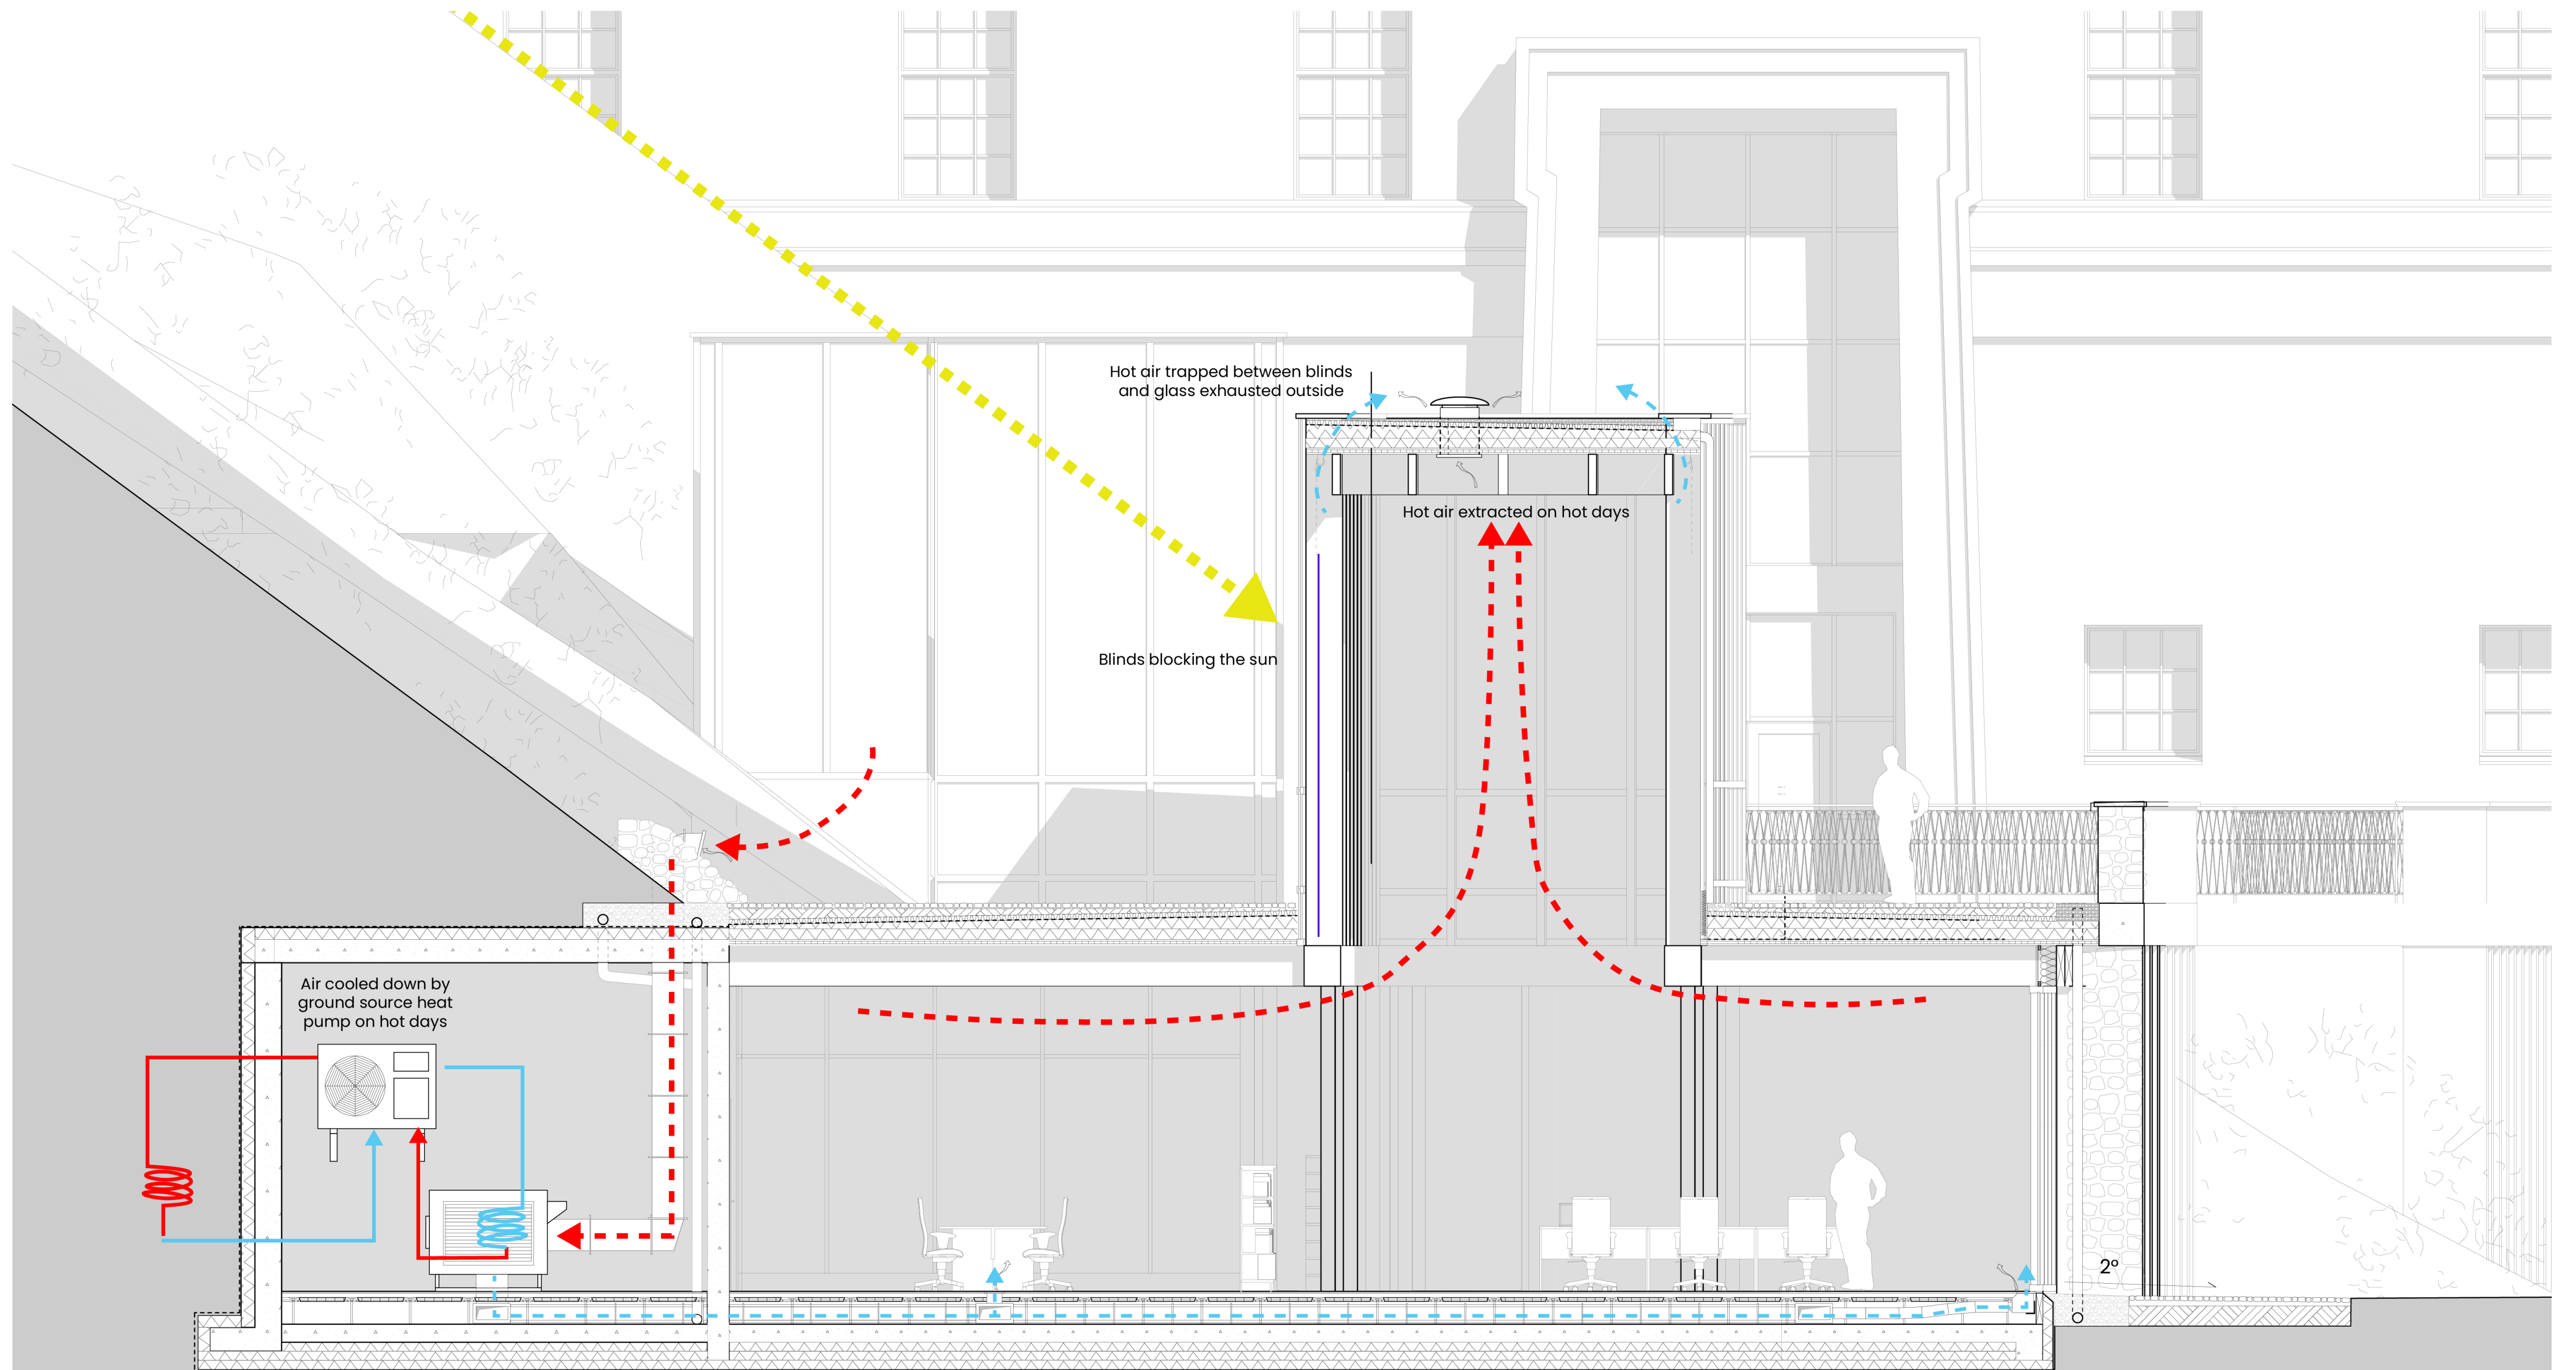 Hot air trapped between blinds
and glass exhausted outside
Hot air extracted on hot days
Blinds blocking the sun
Air cooled down by
ground source heat
pump on hot days
2°